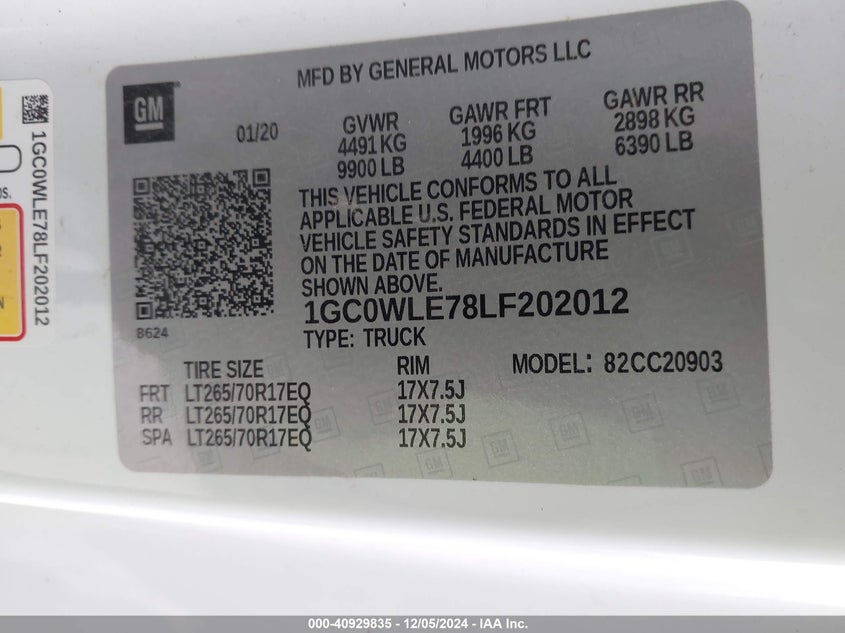 MFD BY GENERAL MOTORS LLC
GM
01/20
GVWR
4491 KG
9900 LB
GAWR FRT
1996 KG
4400 LB
GAWR RR
2898 KG
6390 LB
THIS VEHICLE CONFORMS TO ALL
APPLICABLE U.S. FEDERAL MOTOR
VEHICLE SAFETY STANDARDS IN EFFECT
ON THE DATE OF MANUFACTURE
SHOWN ABOVE.
1GC0WLE78LF202012
TYPE: TRUCK
8624
TIRE SIZE RIM MODEL: 82CC20903
FRT LT265/70R17EQ 17X7.5J
RR LT265/70R17EQ 17X7.5J
SPA LT265/70R17EQ 17X7.5J
1GC0WLE78LF202012
000-40929835 - 12/05/2024 - IAA Inc.